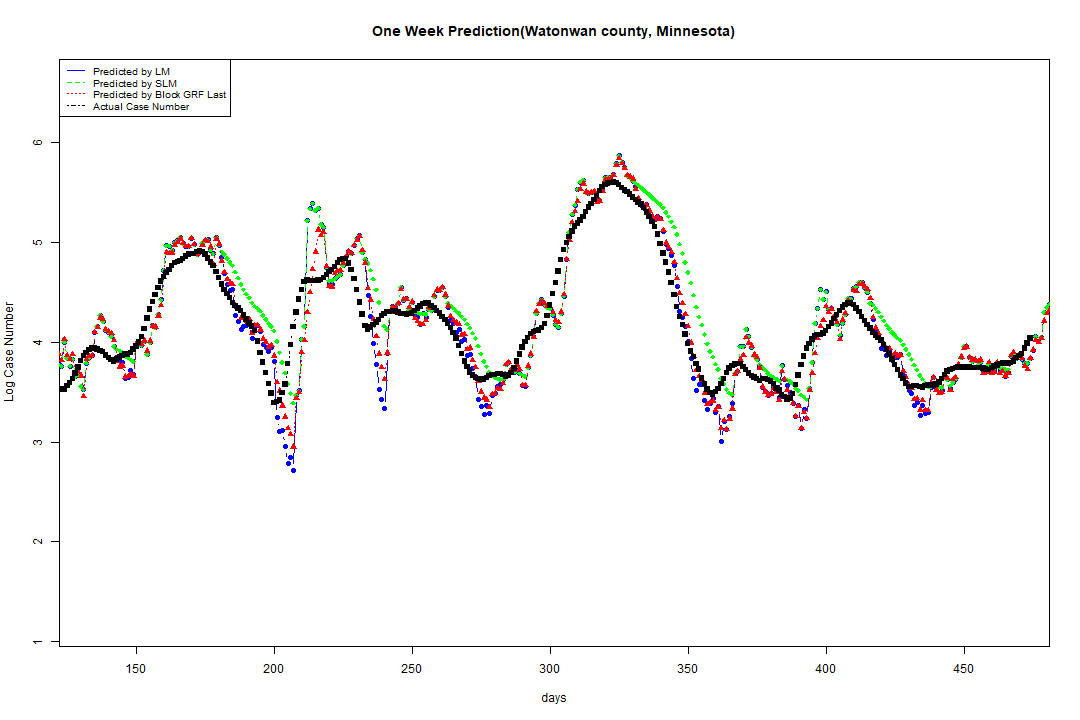 One Week Prediction(Watonwan county, Minnesota)
Predicted by LM
Predicted by SLM
Predicted by Block GRF Last
Actual Case Number
Log Case Number
6
5
4
3
2
1
150 200 250 300 350 400 450
days